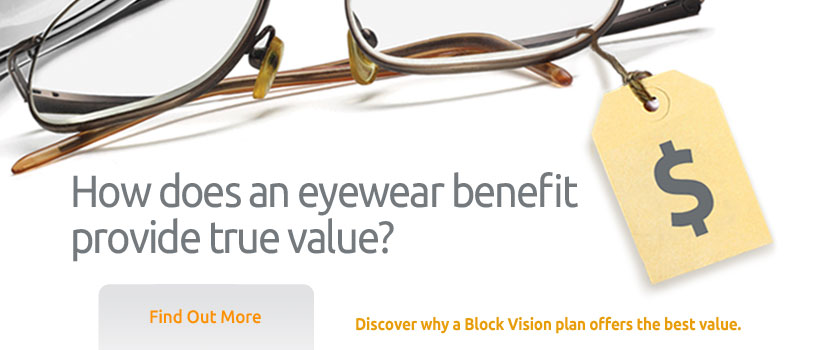 $
How does an eyewear benefit
provide true value?
Find Out More
Discover why a Block Vision plan offers the best value.